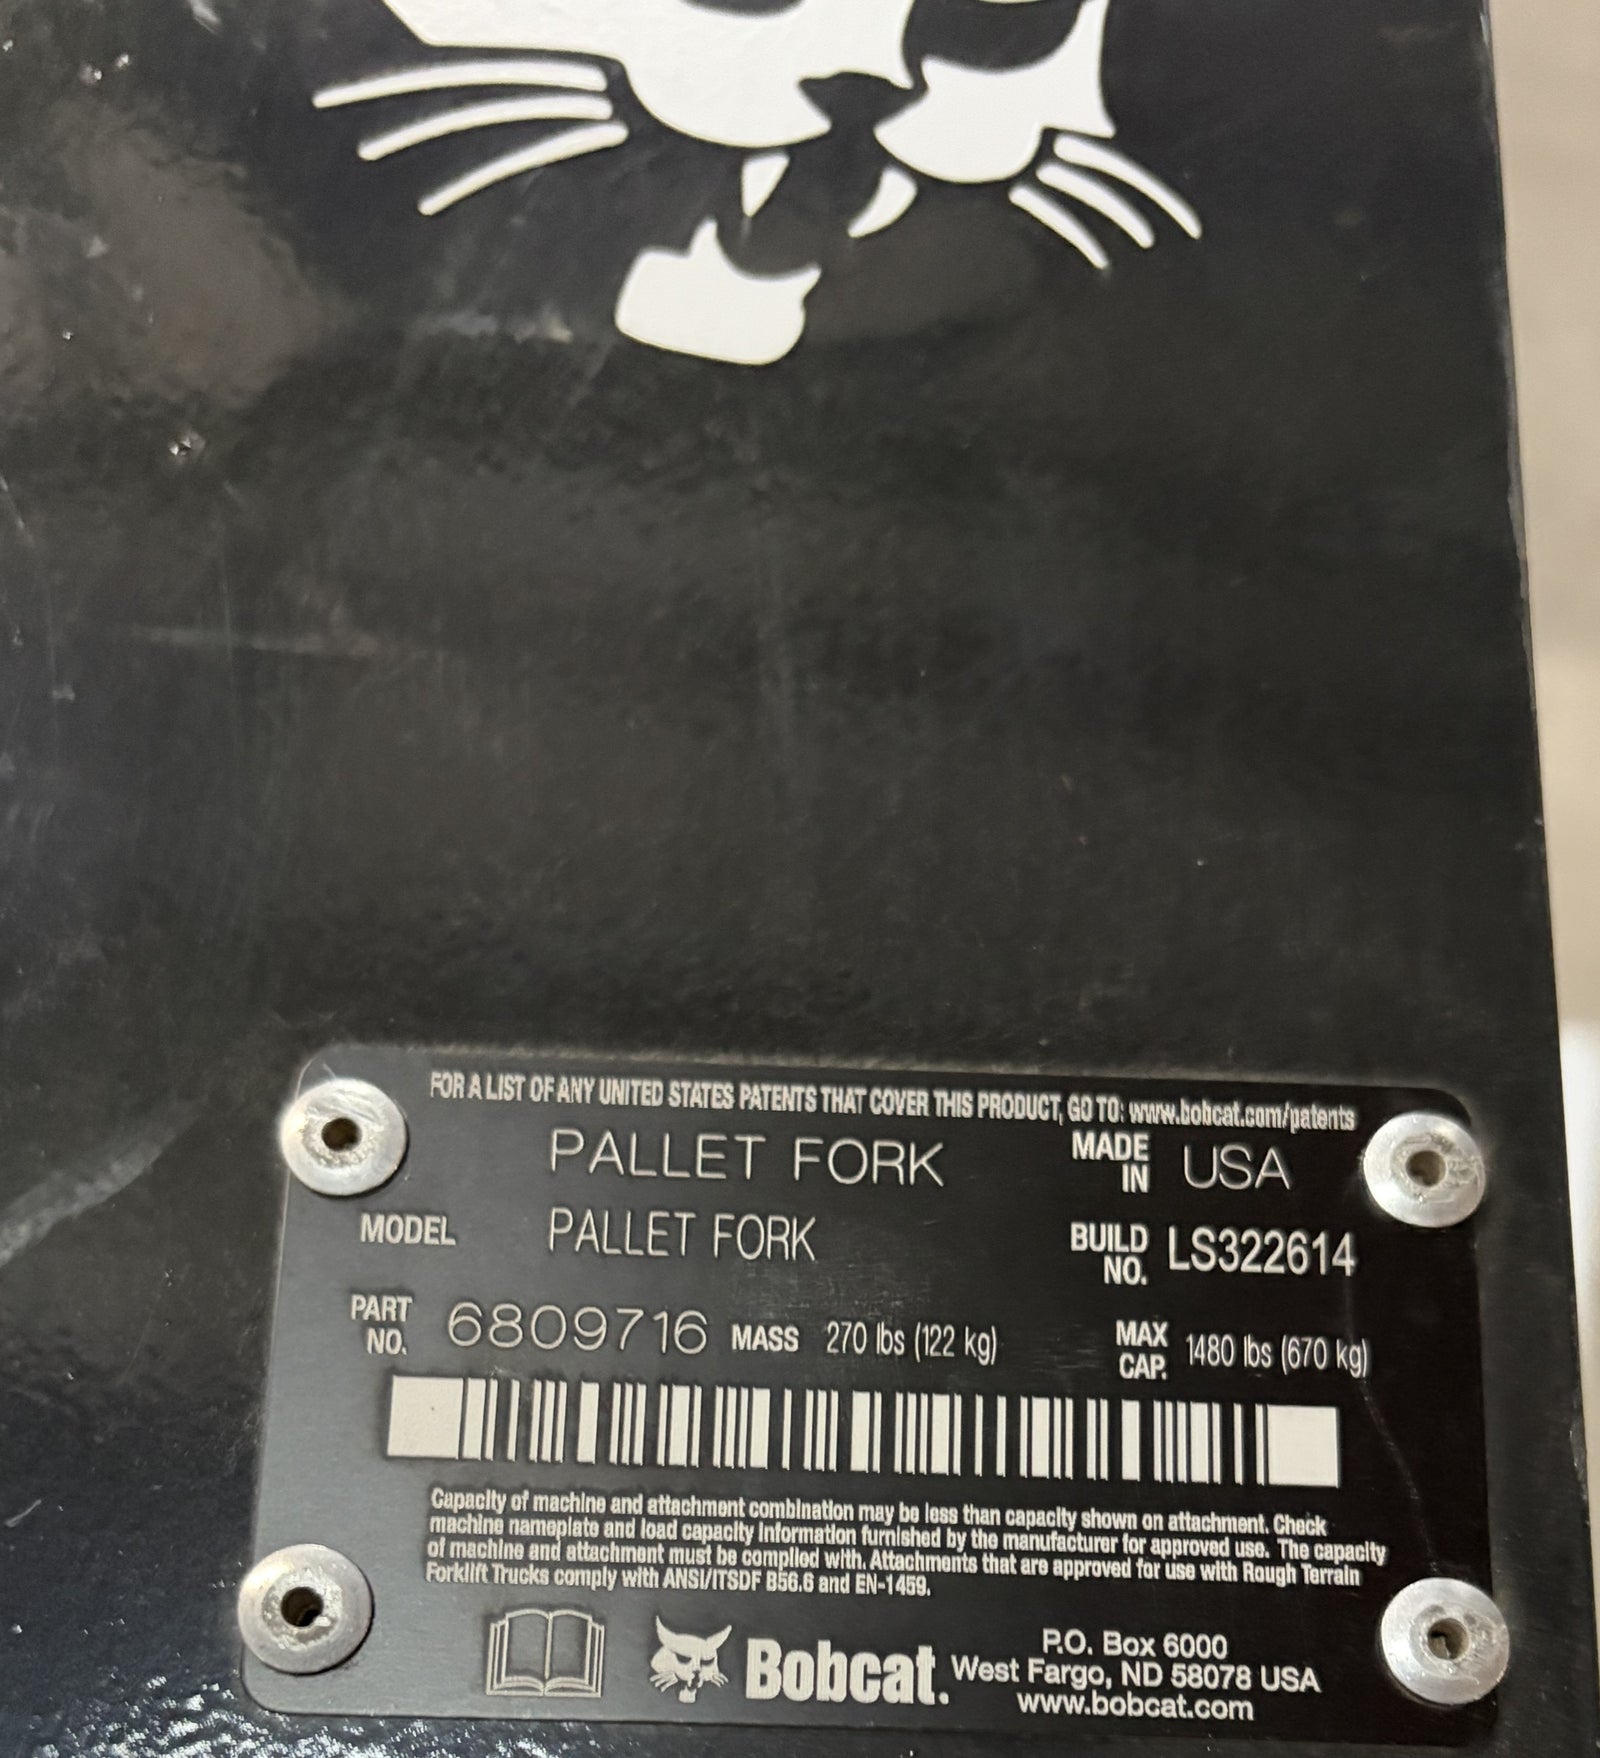 FOR A LIST OF ANY UNITED STATES PATENTS THAT COVER THIS PRODUCT, GO TO: www.bobcat.com/patents
PALLET FORK
MADE IN USA
MODEL PALLET FORK
BUILD NO. LS322614
PART NO. 6809716 MASS 270 lbs (122 kg)
MAX CAP. 1480 lbs (670 kg)
Capacity of machine and attachment combination may be less than capacity shown on attachment. Check
machine nameplate and load capacity information furnished by the manufacturer for approved use. The capacity
of machine and attachment must be complied with. Attachments that are approved for use with Rough Terrain
Forklift Trucks comply with ANSI/ITSDF B56.6 and EN-1459.
Bobcat.
P.O. Box 6000
West Fargo, ND 58078 USA
www.bobcat.com